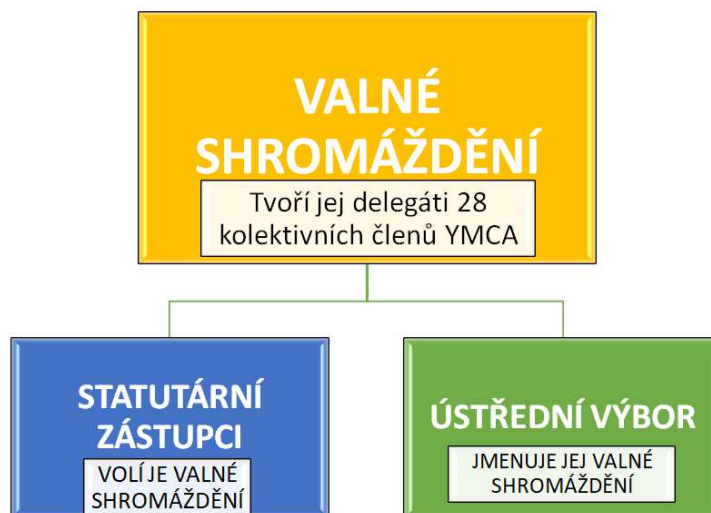 VALNÉ
SHROMÁŽDĚNÍ
Tvoří jej delegáti 28
kolektivních členů YMCA
STATUTÁRNÍ
ZÁSTUPCI
VOLÍ JE VALNÉ
SHROMÁŽDĚNÍ
ÚSTŘEDNÍ VÝBOR
JMENUJE JEJ VALNÉ
SHROMÁŽDĚNÍ